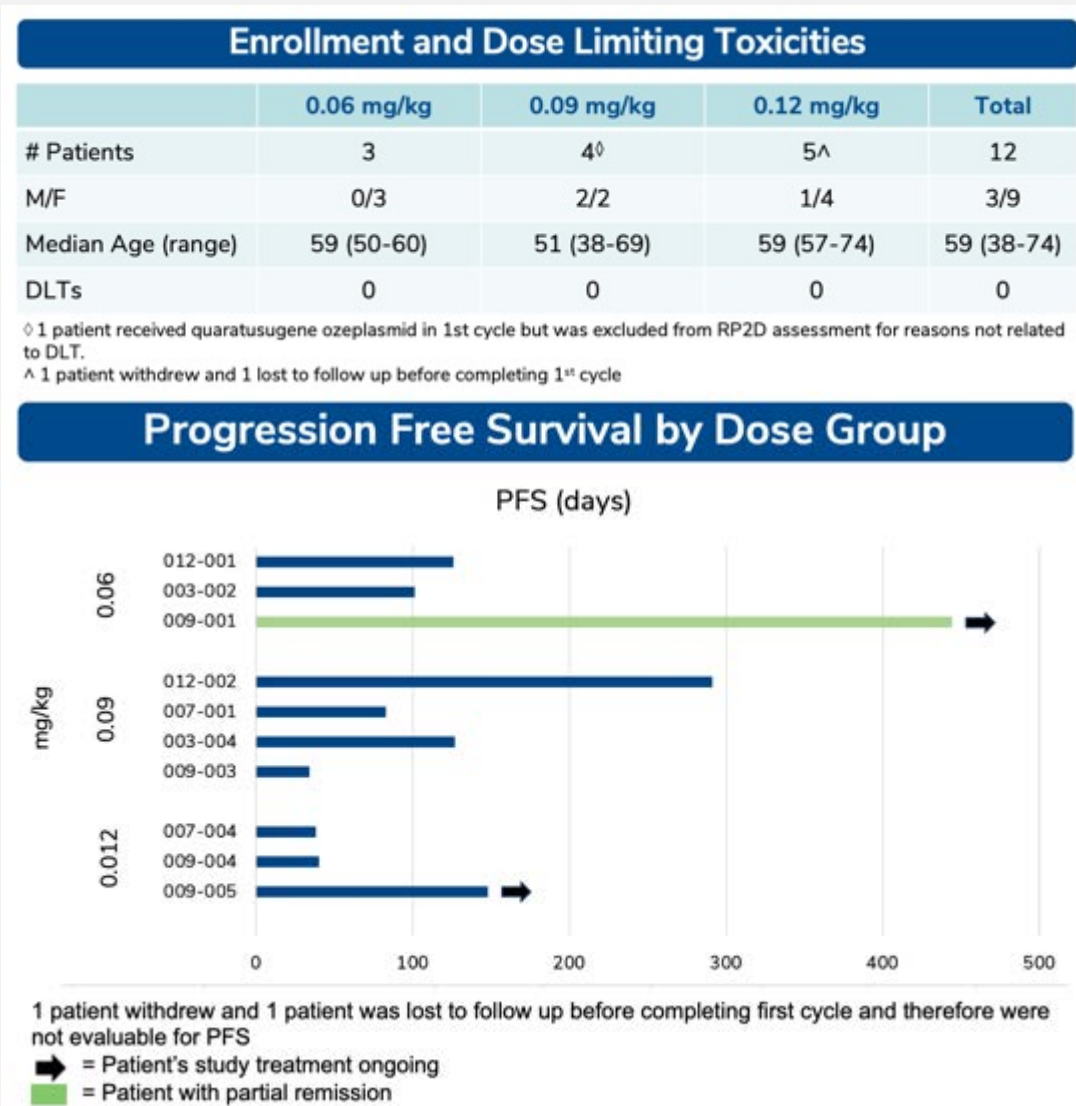 Enrollment and Dose Limiting Toxicities
0.06 mg/kg 0.09 mg/kg 0.12 mg/kg Total
# Patients 3 4◊ 5^ 12
M/F 0/3 2/2 1/4 3/9
Median Age (range) 59 (50-60) 51 (38-69) 59 (57-74) 59 (38-74)
DLTs 0 0 0 0
◊ 1 patient received quaratusugene ozeplasmid in 1st cycle but was excluded from RP2D assessment for reasons not related
to DLT.
^ 1 patient withdrew and 1 lost to follow up before completing 1st cycle
Progression Free Survival by Dose Group
PFS (days)
mg/kg
0.06
012-001
003-002
009-001
0.09
012-002
007-001
003-004
009-003
0.012
007-004
009-004
009-005
0 100 200 300 400 500
1 patient withdrew and 1 patient was lost to follow up before completing first cycle and therefore were
not evaluable for PFS
= Patient's study treatment ongoing
= Patient with partial remission